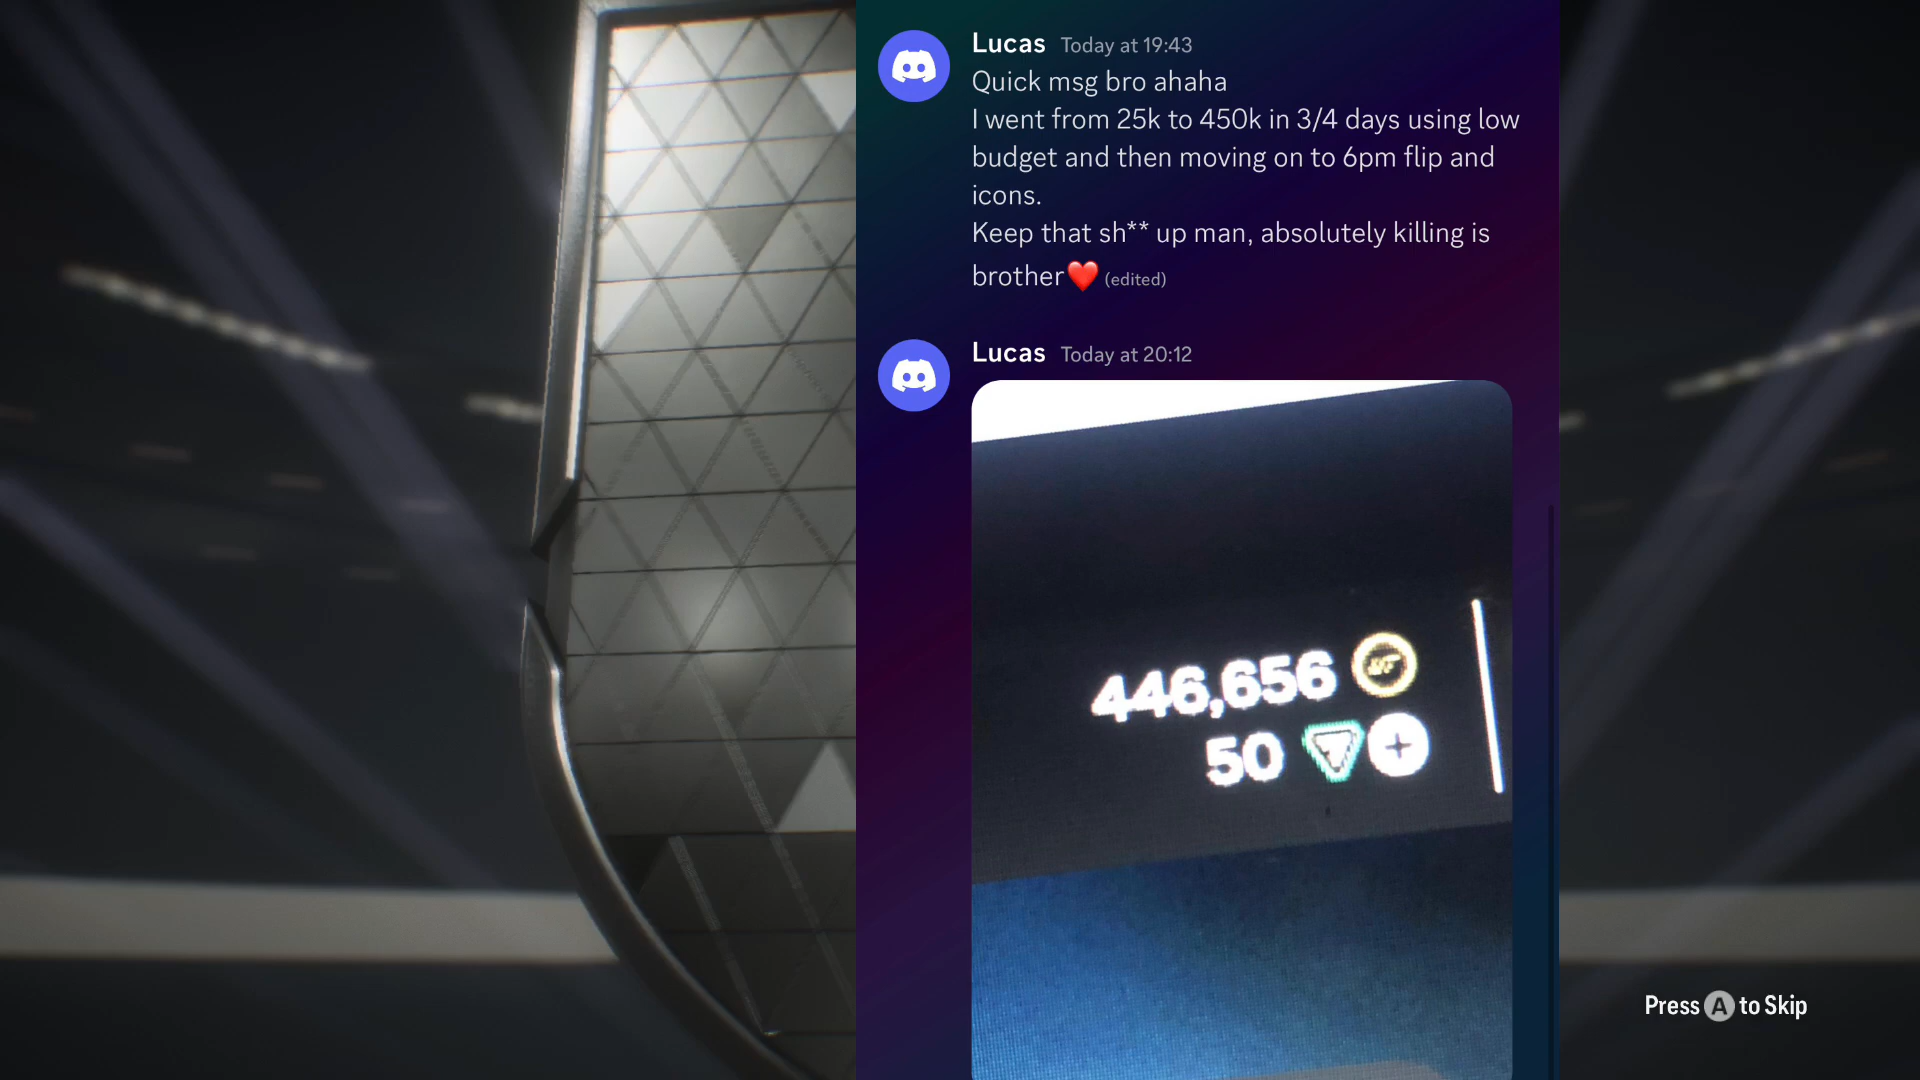 Lucas Today at 19:43
Quick msg bro ahaha
I went from 25k to 450k in 3/4 days using low
budget and then moving on to 6pm flip and
icons.
Keep that sh** up man, absolutely killing is
brother❤️ (edited)
Lucas Today at 20:12
446,656
50
Press A to Skip